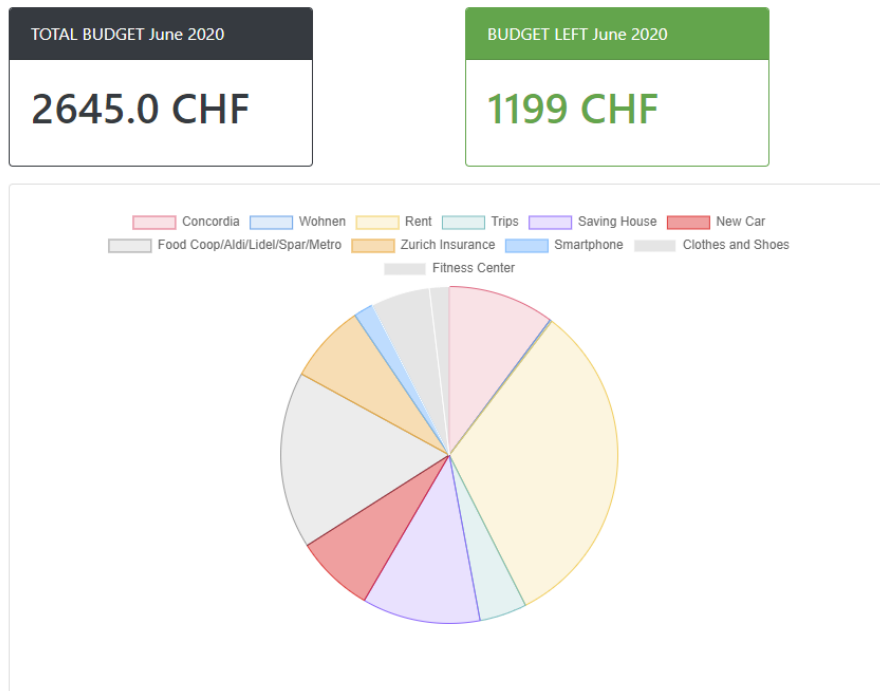 TOTAL BUDGET June 2020
BUDGET LEFT June 2020
2645.0 CHF
1199 CHF
Concordia Wohnen Rent Trips Saving House New Car
Food Coop/Aldi/Lidel/Spar/Metro Zurich Insurance Smartphone Clothes and Shoes
Fitness Center